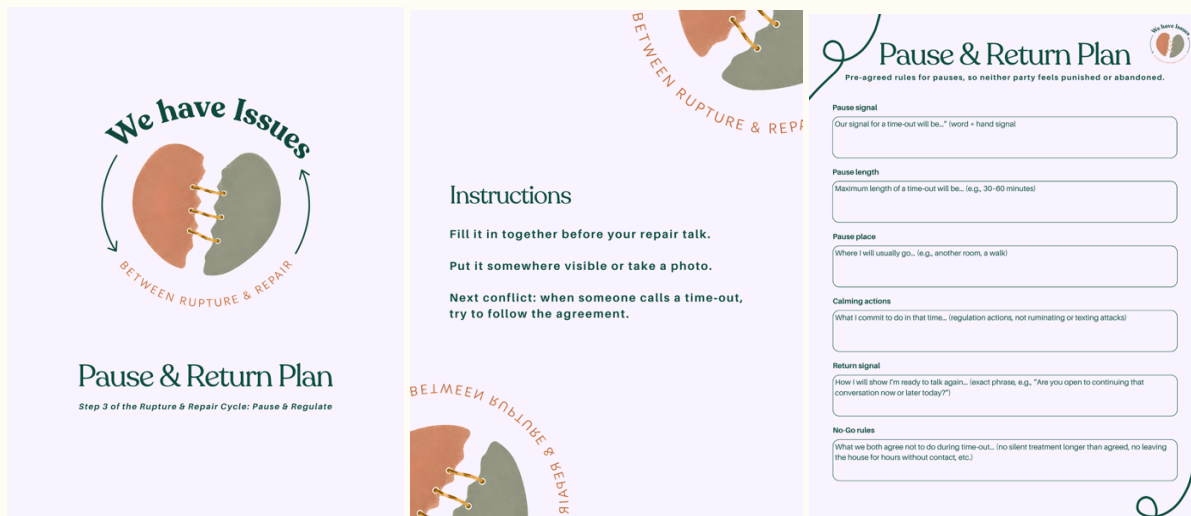 We have Issues
BETWEEN RUPTURE & REPAIR
Pause & Return Plan
Step 3 of the Rupture & Repair Cycle: Pause & Regulate
BETWEEN RUPTURE & REPA
Instructions
Fill it in together before your repair talk.
Put it somewhere visible or take a photo.
Next conflict: when someone calls a time-out,
try to follow the agreement.
BETWEEN RUPTURE & REPAIR
We have Issues
Pause & Return Plan
Pre-agreed rules for pauses, so neither party feels punished or abandoned.
Pause signal
Our signal for a time-out will be…” (word + hand signal
Pause length
Maximum length of a time-out will be… (e.g., 30–60 minutes)
Pause place
Where I will usually go… (e.g., another room, a walk)
Calming actions
What I commit to do in that time… (regulation actions, not ruminating or texting attacks)
Return signal
How I will show I’m ready to talk again… (exact phrase, e.g., “Are you open to continuing that
conversation now or later today?”)
No-Go rules
What we both agree not to do during time-out… (no silent treatment longer than agreed, no leaving
the house for hours without contact, etc.)